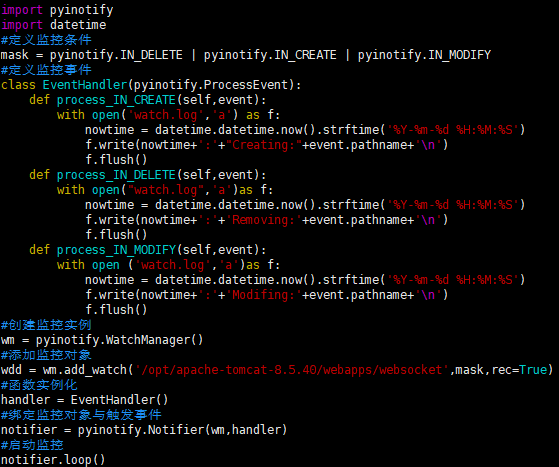 import pyinotify
import datetime
#定义监控条件
mask = pyinotify.IN_DELETE | pyinotify.IN_CREATE | pyinotify.IN_MODIFY
#定义监控事件
class EventHandler(pyinotify.ProcessEvent):
    def process_IN_CREATE(self,event):
        with open('watch.log','a') as f:
            nowtime = datetime.datetime.now().strftime('%Y-%m-%d %H:%M:%S')
            f.write(nowtime+':'+"Creating:"+event.pathname+'\n')
            f.flush()
    def process_IN_DELETE(self,event):
        with open("watch.log",'a')as f:
            nowtime = datetime.datetime.now().strftime('%Y-%m-%d %H:%M:%S')
            f.write(nowtime+':'+'Removing:'+event.pathname+'\n')
            f.flush()
    def process_IN_MODIFY(self,event):
        with open ('watch.log','a')as f:
            nowtime = datetime.datetime.now().strftime('%Y-%m-%d %H:%M:%S')
            f.write(nowtime+':'+'Modifing:'+event.pathname+'\n')
            f.flush()
#创建监控实例
wm = pyinotify.WatchManager()
#添加监控对象
wdd = wm.add_watch('/opt/apache-tomcat-8.5.40/webapps/websocket',mask,rec=True)
#函数实例化
handler = EventHandler()
#绑定监控对象与触发事件
notifier = pyinotify.Notifier(wm,handler)
#启动监控
notifier.loop()